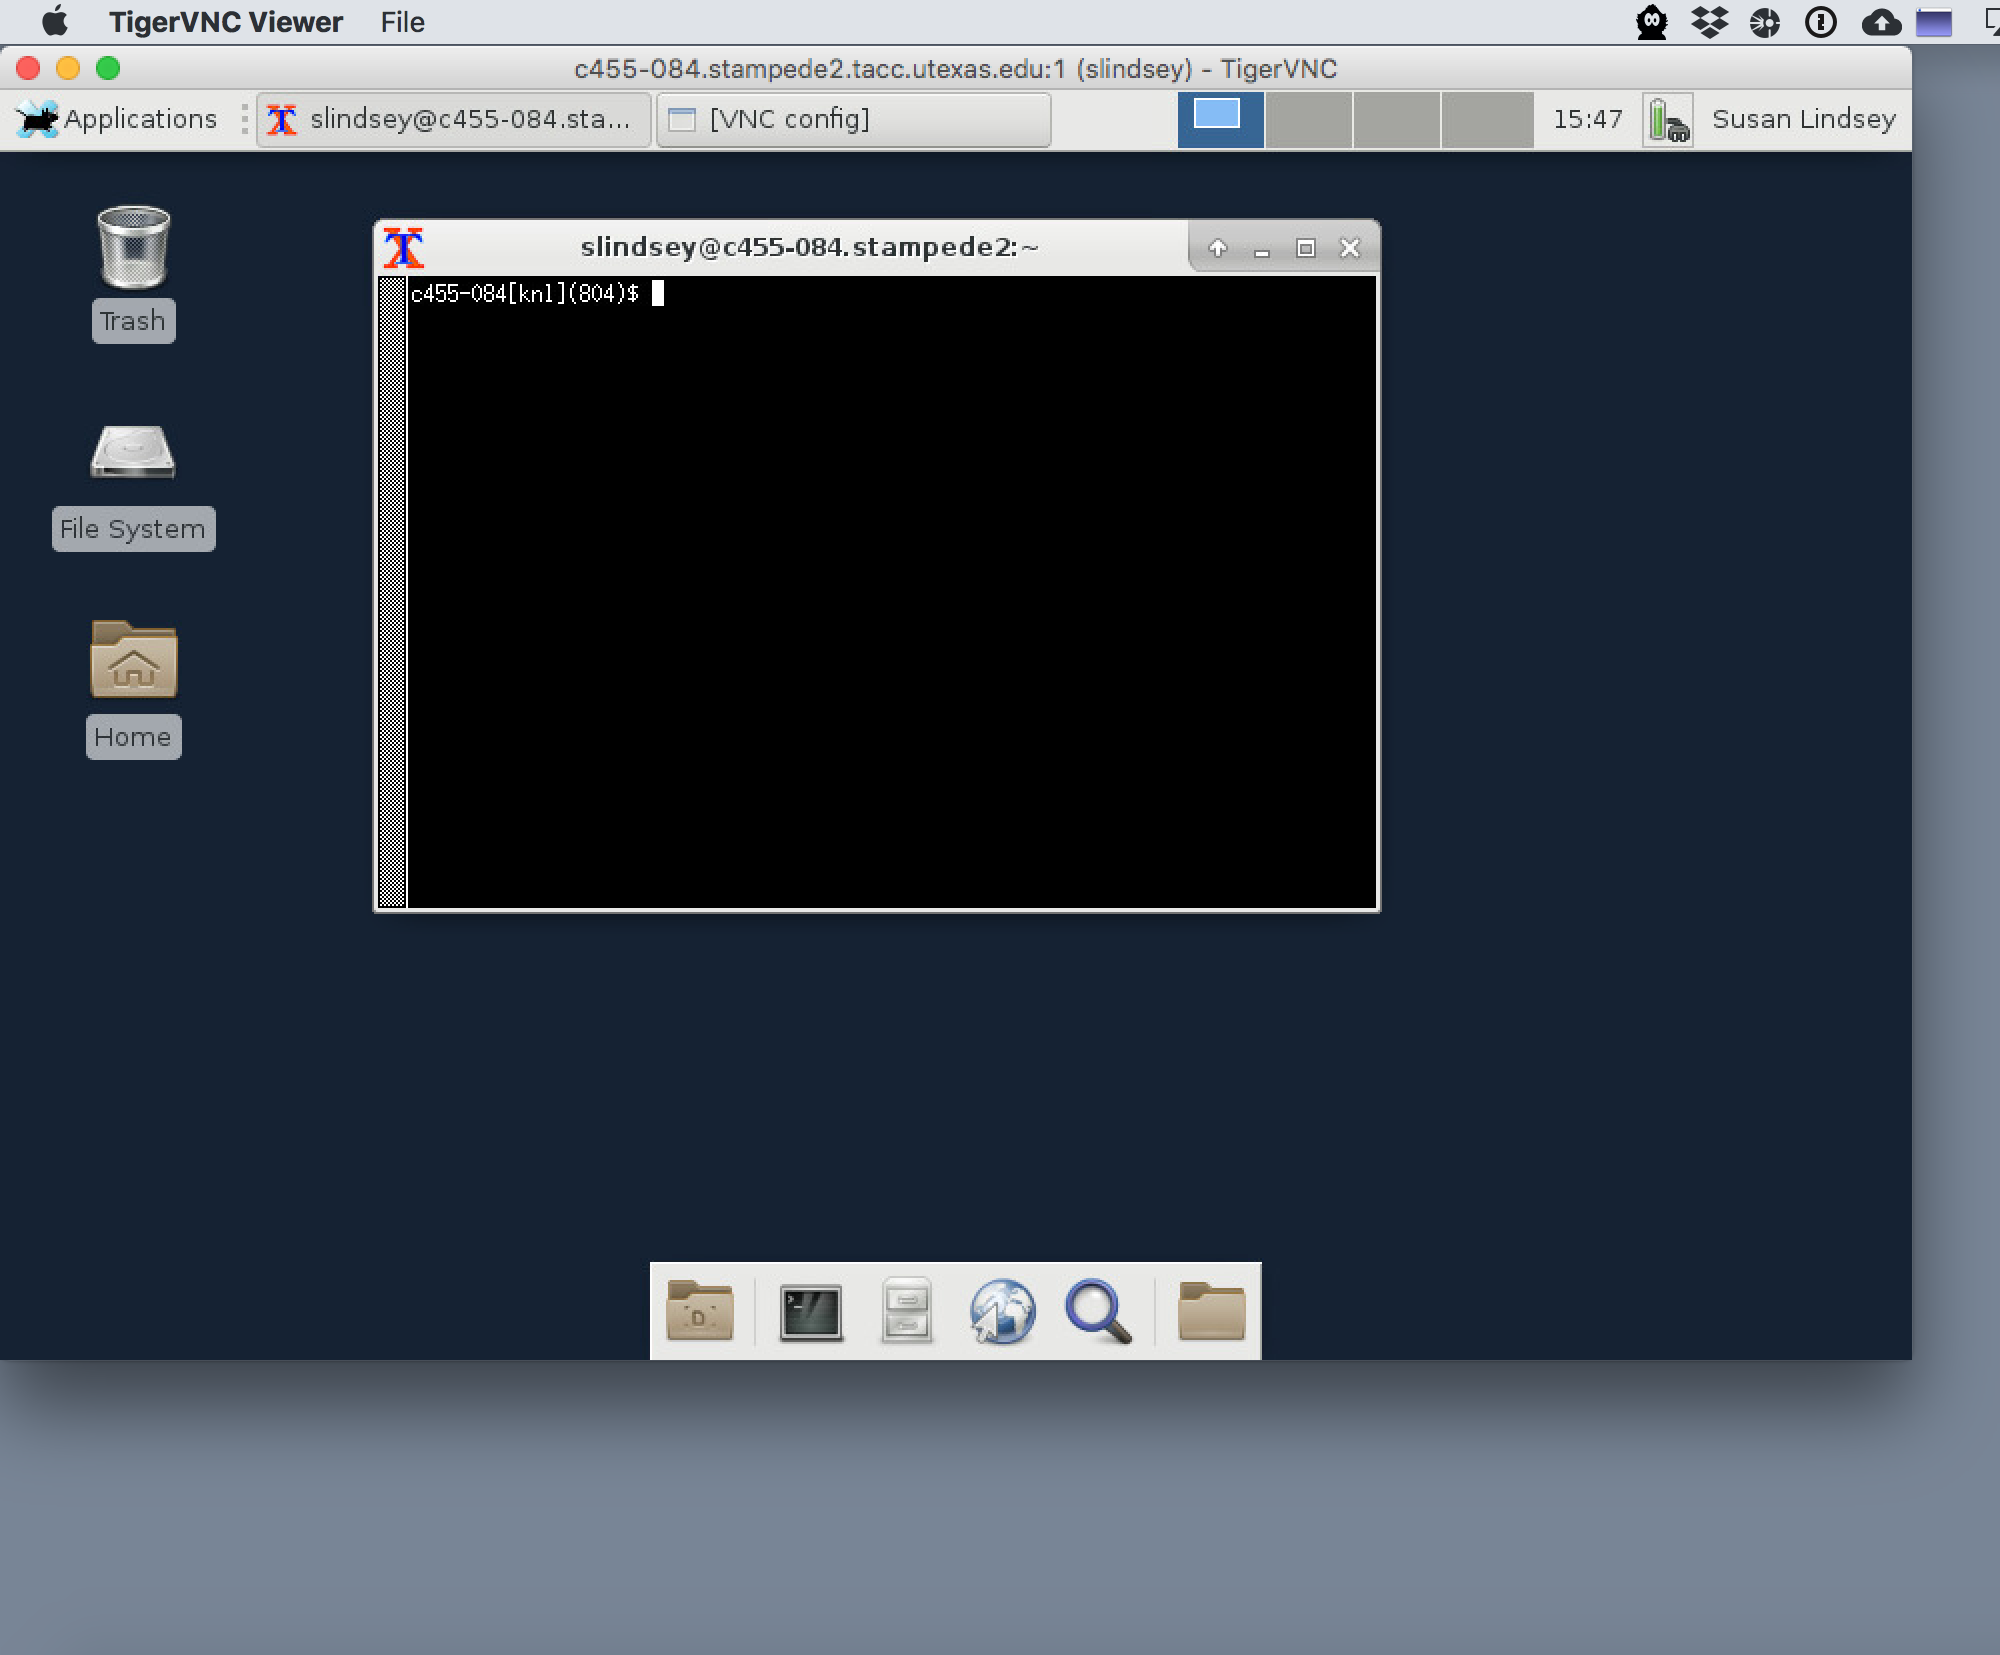 TigerVNC Viewer File
c455-084.stampede2.tacc.utexas.edu:1 (slindsey) - TigerVNC
Applications slindsey@c455-084.sta... [VNC config] 15:47 Susan Lindsey
slindsey@c455-084.stampede2:~
c455-084[knl](804)$
Trash
File System
Home